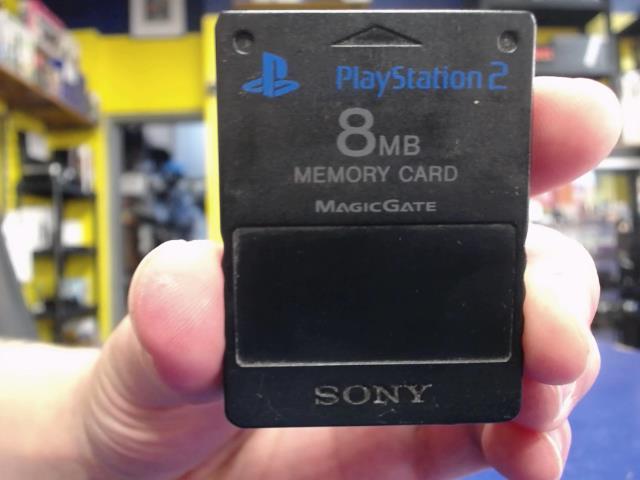 PlayStation 2
8MB
MEMORY CARD
MAGICGATE
SONY